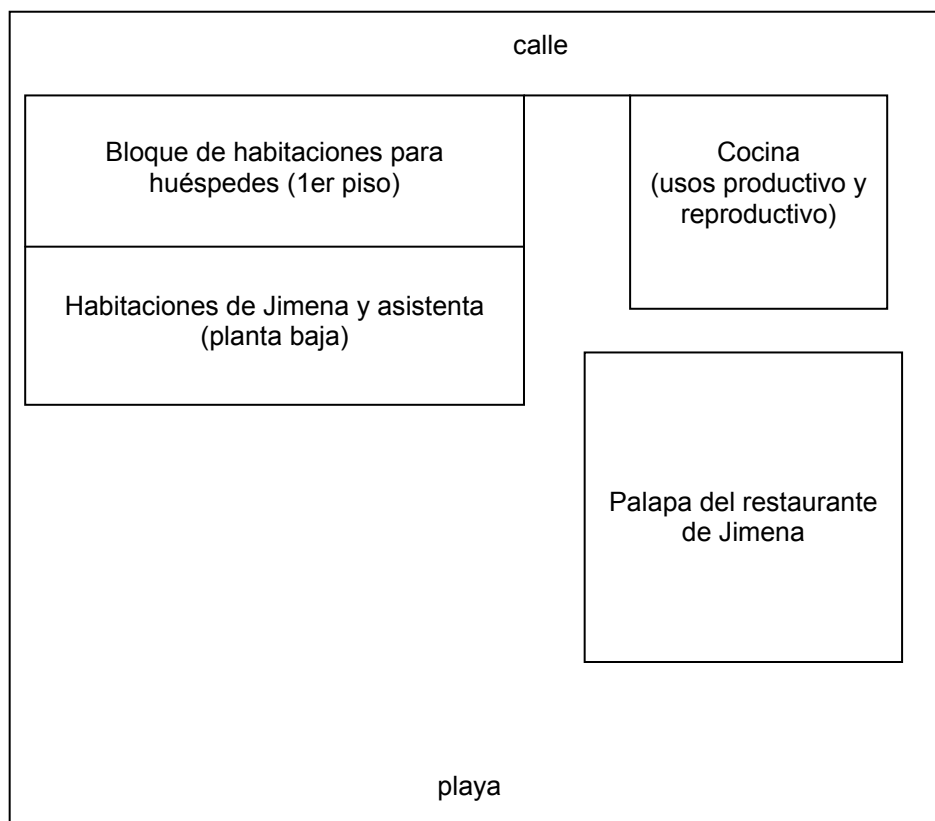 calle
Bloque de habitaciones para
huéspedes (1er piso)
Cocina
(usos productivo y
reproductivo)
Habitaciones de Jimena y asistenta
(planta baja)
Palapa del restaurante
de Jimena
playa